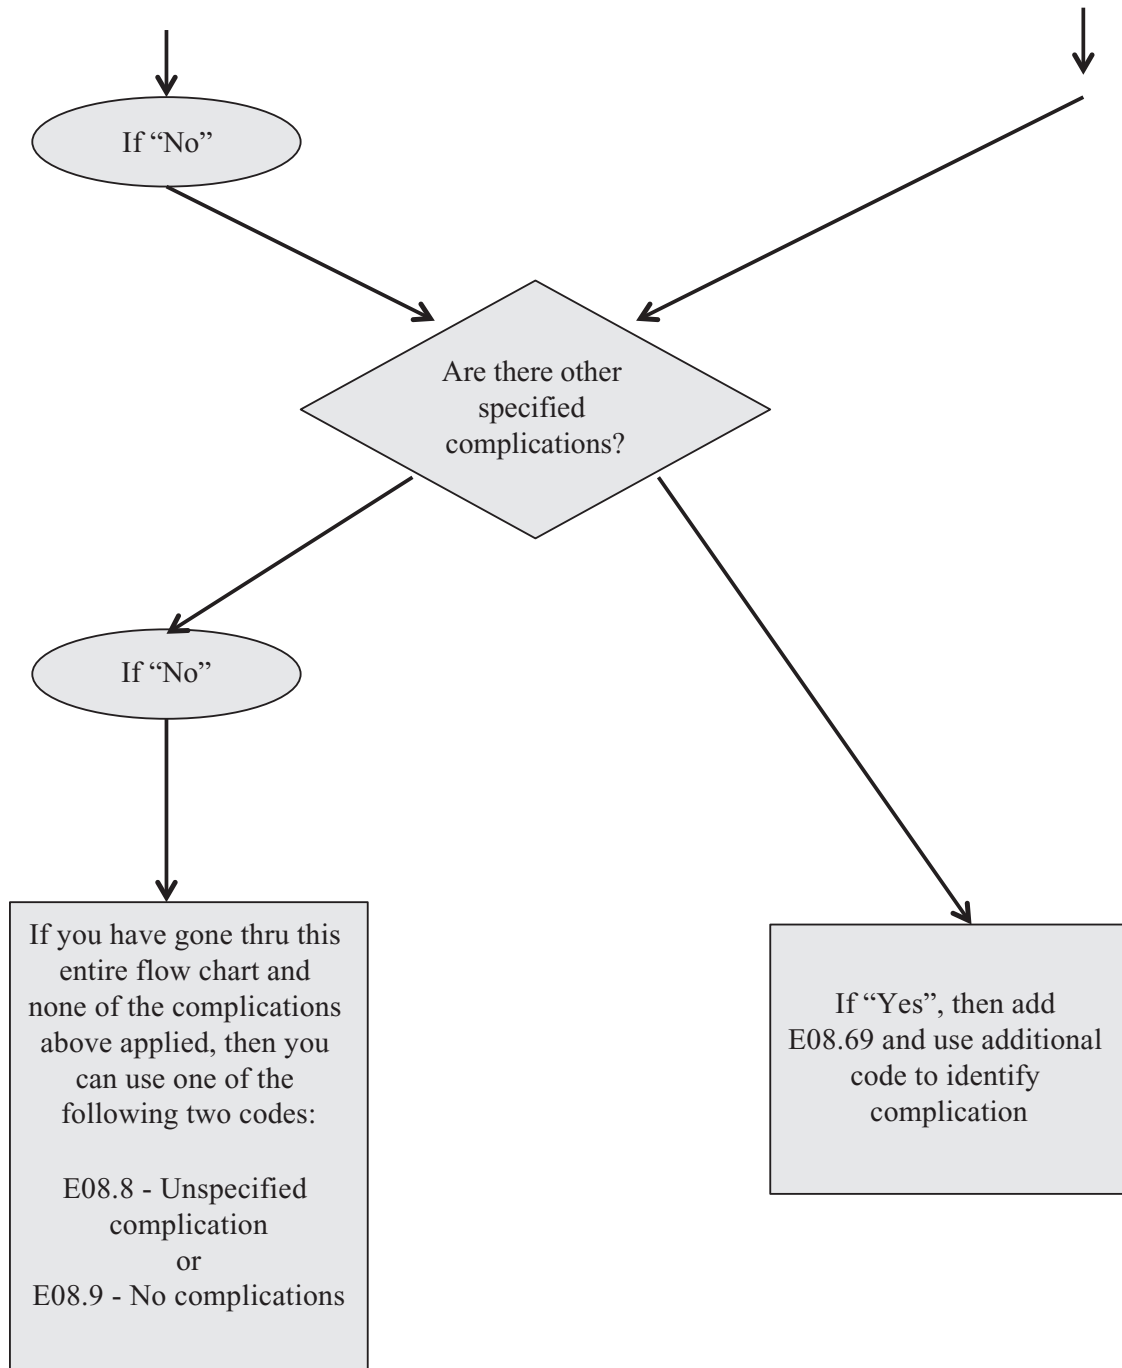 If “No”
Are there other
specified
complications?
If “No”
If you have gone thru this
entire flow chart and
none of the complications
above applied, then you
can use one of the
following two codes:
E08.8 - Unspecified
complication
or
E08.9 - No complications
If “Yes”, then add
E08.69 and use additional
code to identify
complication